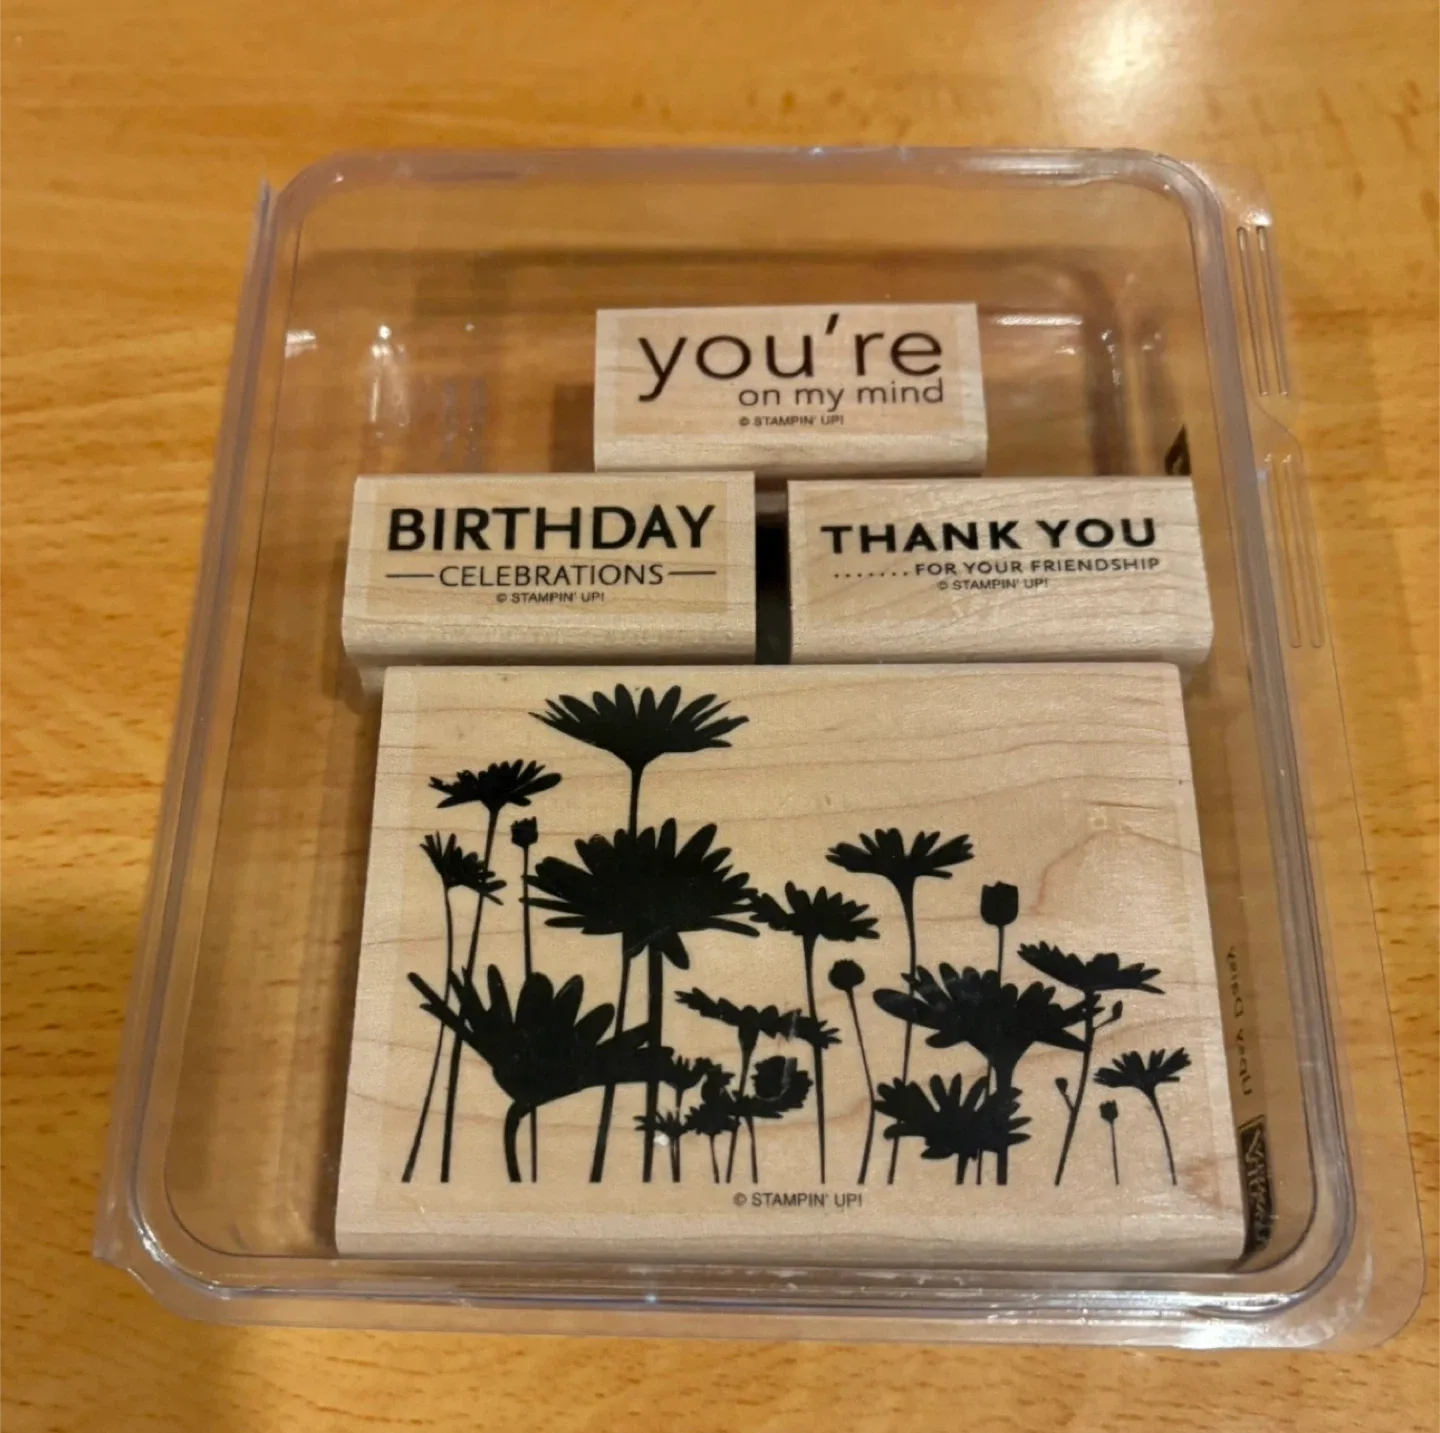 you're
on my mind
© STAMPIN' UP!
BIRTHDAY
CELEBRATIONS
© STAMPIN' UP!
THANK YOU
.......FOR YOUR FRIENDSHIP
© STAMPIN' UP!
© STAMPIN' UP!